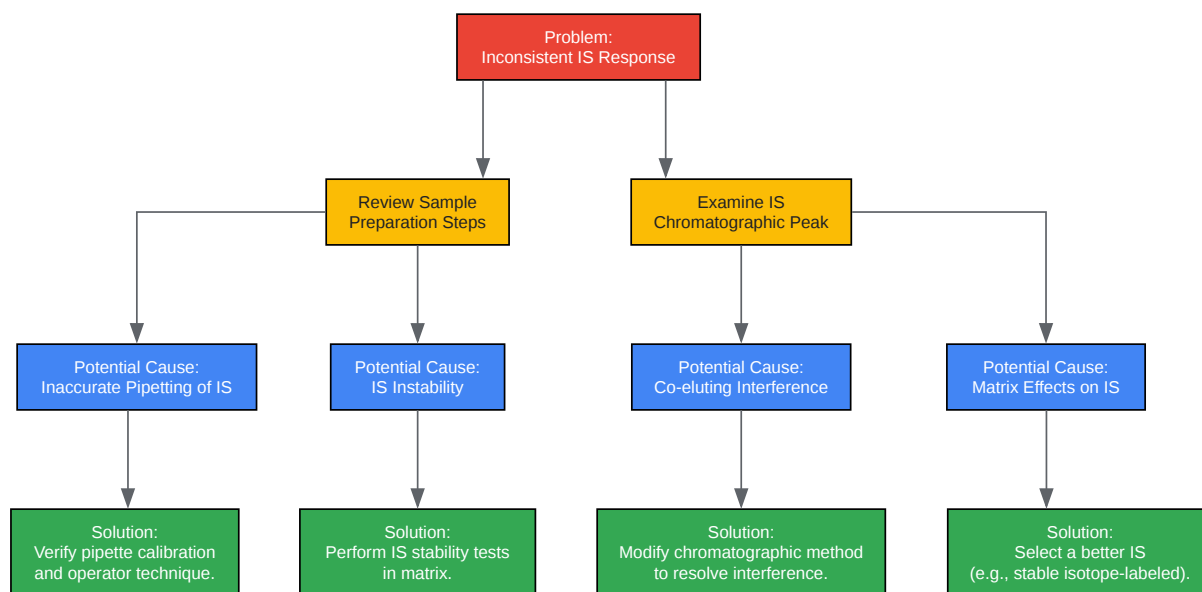 Problem:
Inconsistent IS Response
Review Sample
Preparation Steps
Examine IS
Chromatographic Peak
Potential Cause:
Inaccurate Pipetting of IS
Potential Cause:
IS Instability
Potential Cause:
Co-eluting Interference
Potential Cause:
Matrix Effects on IS
Solution:
Verify pipette calibration
and operator technique.
Solution:
Perform IS stability tests
in matrix.
Solution:
Modify chromatographic method
to resolve interference.
Solution:
Select a better IS
(e.g., stable isotope-labeled).